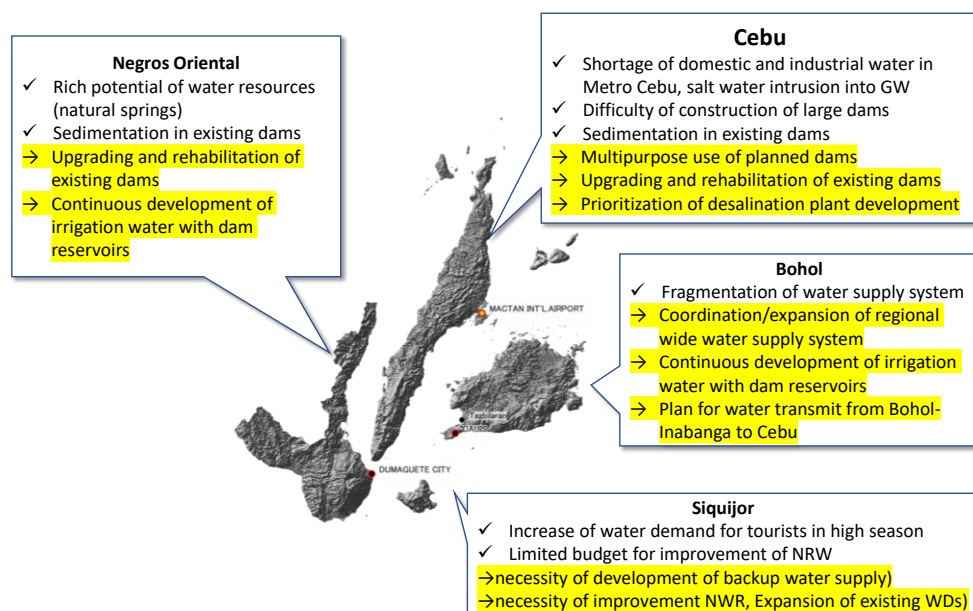 Negros Oriental
✓ Rich potential of water resources
(natural springs)
✓ Sedimentation in existing dams
→ Upgrading and rehabilitation of
existing dams
→ Continuous development of
irrigation water with dam
reservoirs
Cebu
✓ Shortage of domestic and industrial water in
Metro Cebu, salt water intrusion into GW
✓ Difficulty of construction of large dams
✓ Sedimentation in existing dams
→ Multipurpose use of planned dams
→ Upgrading and rehabilitation of existing dams
→ Prioritization of desalination plant development
Bohol
✓ Fragmentation of water supply system
→ Coordination/expansion of regional
wide water supply system
→ Continuous development of irrigation
water with dam reservoirs
→ Plan for water transmit from Bohol-
Inabanga to Cebu
MACTAN INT'L AIRPORT
Tagbilaran
DAUIS
DUMAGUETE CITY
Siquijor
✓ Increase of water demand for tourists in high season
✓ Limited budget for improvement of NRW
→necessity of development of backup water supply)
→necessity of improvement NWR, Expansion of existing WDs)